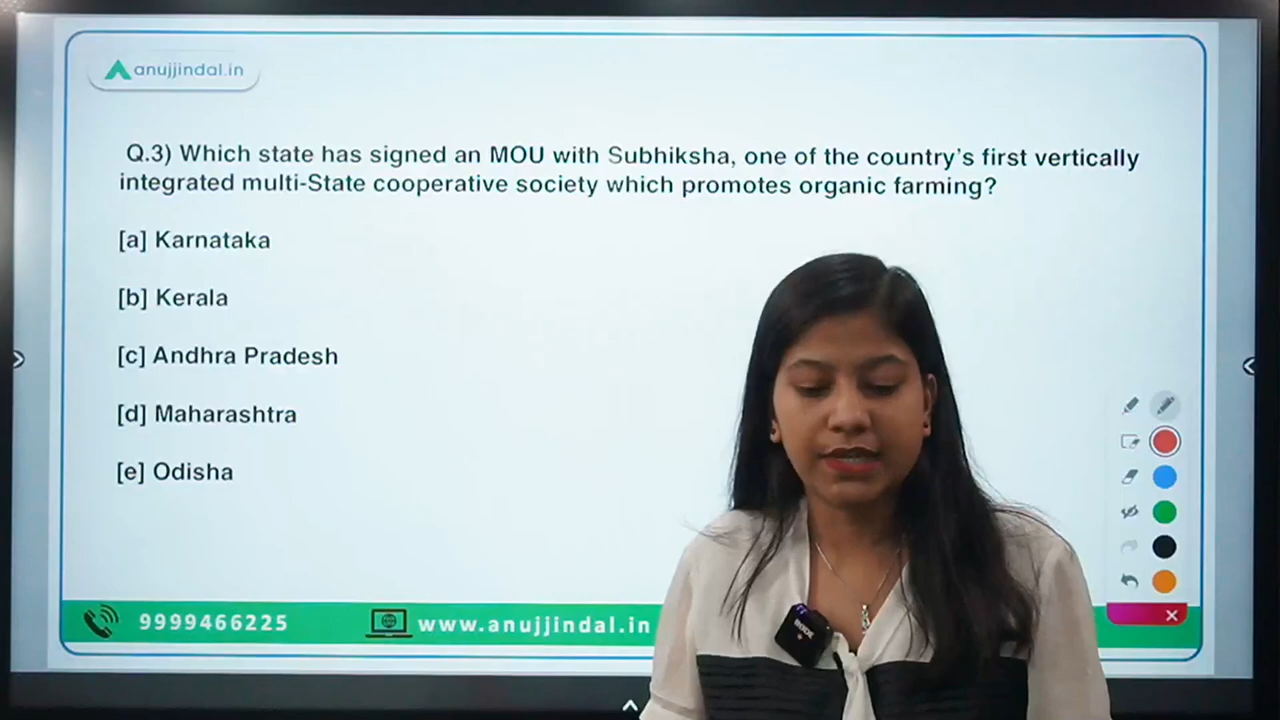 anujjindal.in
Q.3) Which state has signed an MOU with Subhiksha, one of the country's first vertically
integrated multi-State cooperative society which promotes organic farming?
[a] Karnataka
[b] Kerala
[c] Andhra Pradesh
[d] Maharashtra
[e] Odisha
9999466225 www.anujjindal.in